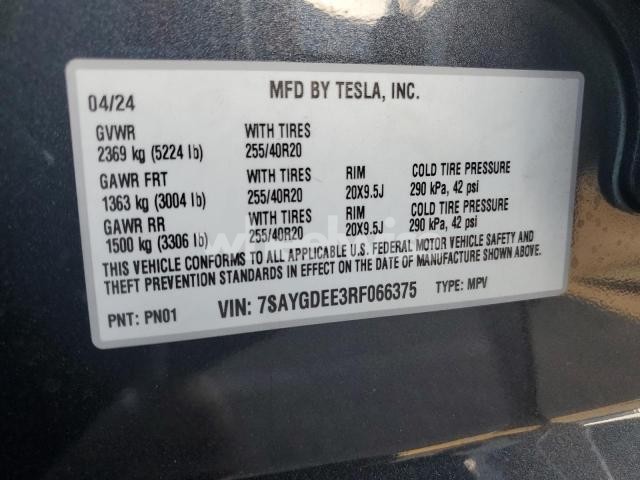 MFD BY TESLA, INC.
04/24
GVWR WITH TIRES
2369 kg (5224 lb) 255/40R20
GAWR FRT WITH TIRES RIM COLD TIRE PRESSURE
1363 kg (3004 lb) 255/40R20 20X9.5J 290 kPa, 42 psi
GAWR RR WITH TIRES RIM COLD TIRE PRESSURE
1500 kg (3306 lb) 255/40R20 20X9.5J 290 kPa, 42 psi
THIS VEHICLE CONFORMS TO ALL APPLICABLE U.S. FEDERAL MOTOR VEHICLE SAFETY AND
THEFT PREVENTION STANDARDS IN EFFECT ON THE DATE OF MANUFACTURE SHOWN ABOVE.
PNT: PN01 VIN: 7SAYGDEE3RF066375 TYPE: MPV